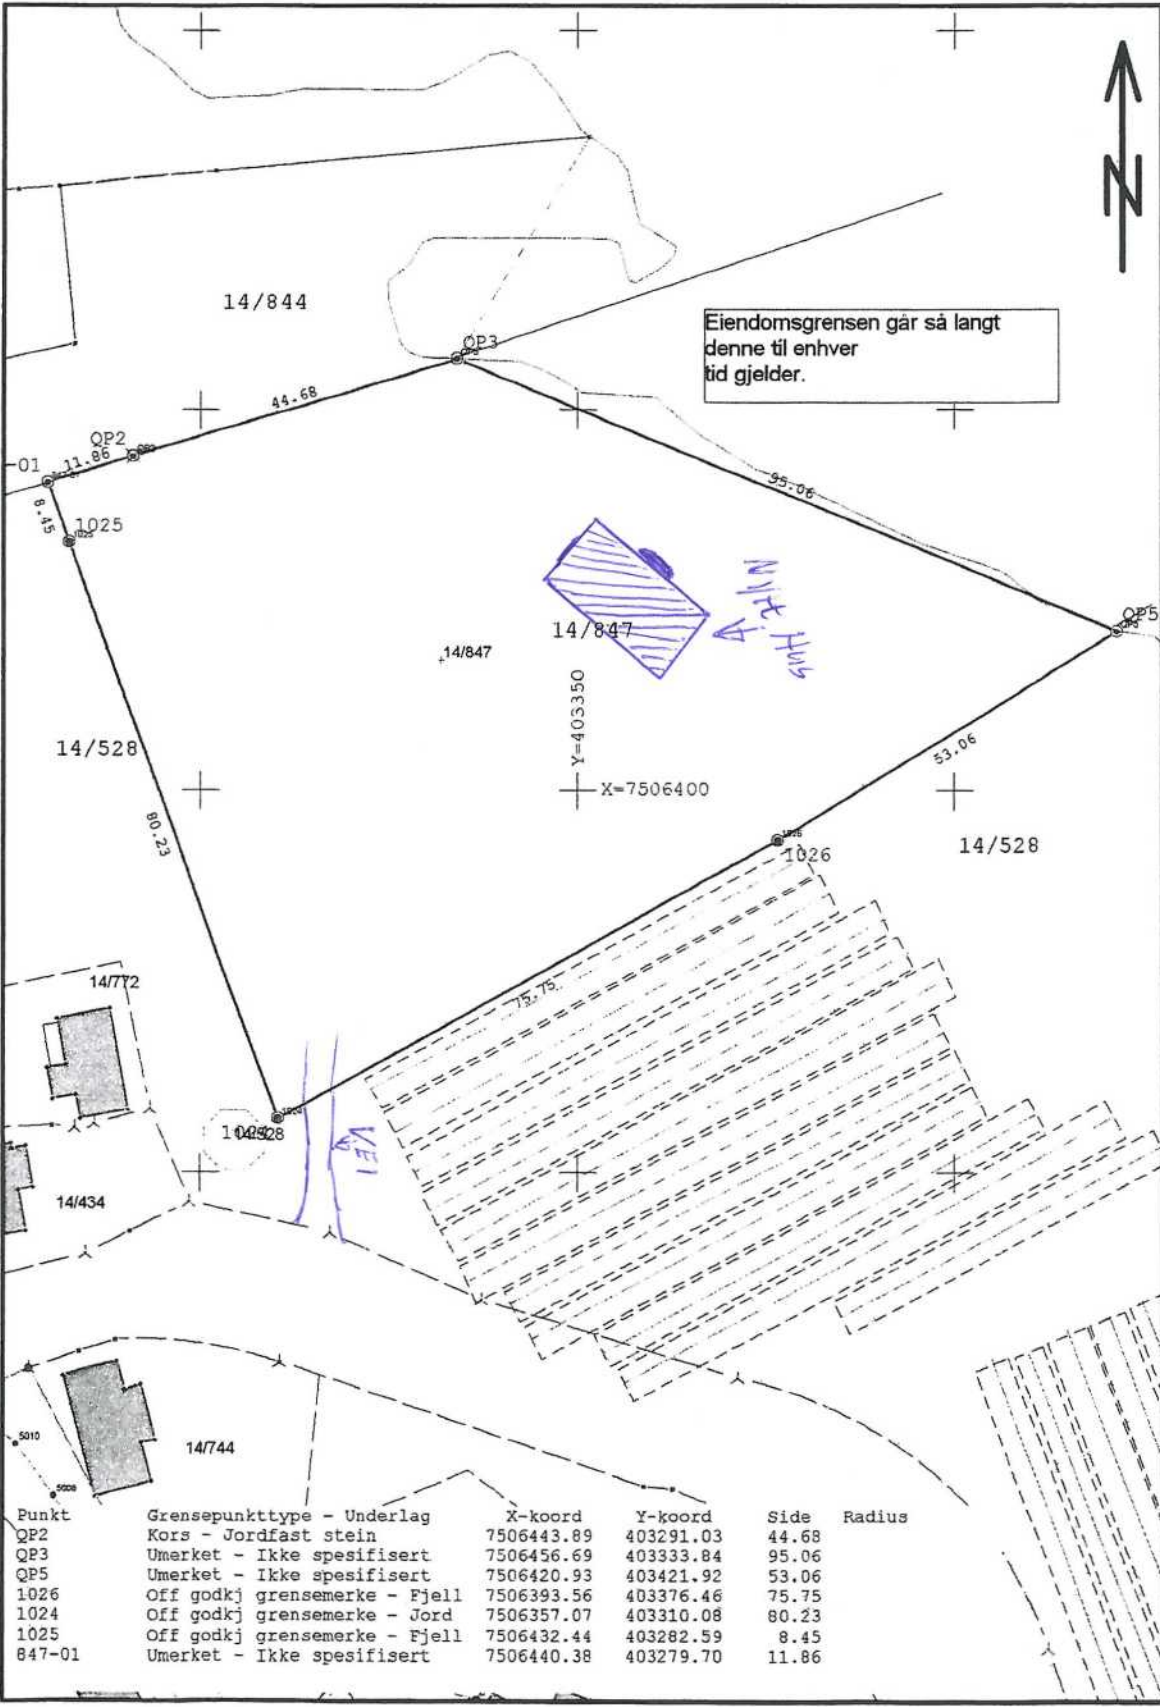 N
14/844
Eiendomsgrensen går så langt
denne til enhver
tid gjelder.
QP3
44.68
QP2
-01
11.86
8.45
1025
95.06
Nytt Hus
QP5
14/847
14/847
Y=403350
X=7506400
14/528
53.06
14/528
1026
80.23
14/772
75.75
14/528
VEI
14/434
14/744
5010
5008
Punkt Grensepunkttype - Underlag X-koord Y-koord Side Radius
QP2 Kors - Jordfast stein 7506443.89 403291.03 44.68
QP3 Umerket - Ikke spesifisert 7506456.69 403333.84 95.06
QP5 Umerket - Ikke spesifisert 7506420.93 403421.92 53.06
1026 Off godkj grensemerke - Fjell 7506393.56 403376.46 75.75
1024 Off godkj grensemerke - Jord 7506357.07 403310.08 80.23
1025 Off godkj grensemerke - Fjell 7506432.44 403282.59 8.45
847-01 Umerket - Ikke spesifisert 7506440.38 403279.70 11.86